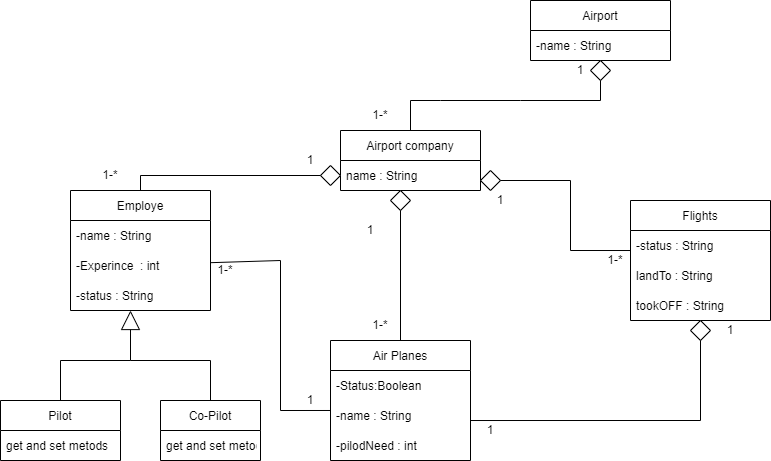 Airport
-name : String
1
1-*
Airport company
name : String
1
1-*
1
1
1-*
1-*
Employe
-name : String
-Experince : int
-status : String
1-*
Flights
-status : String
landTo : String
tookOFF : String
1
Air Planes
-Status:Boolean
-name : String
-pilodNeed : int
1
1
Pilot
get and set metods
Co-Pilot
get and set meto